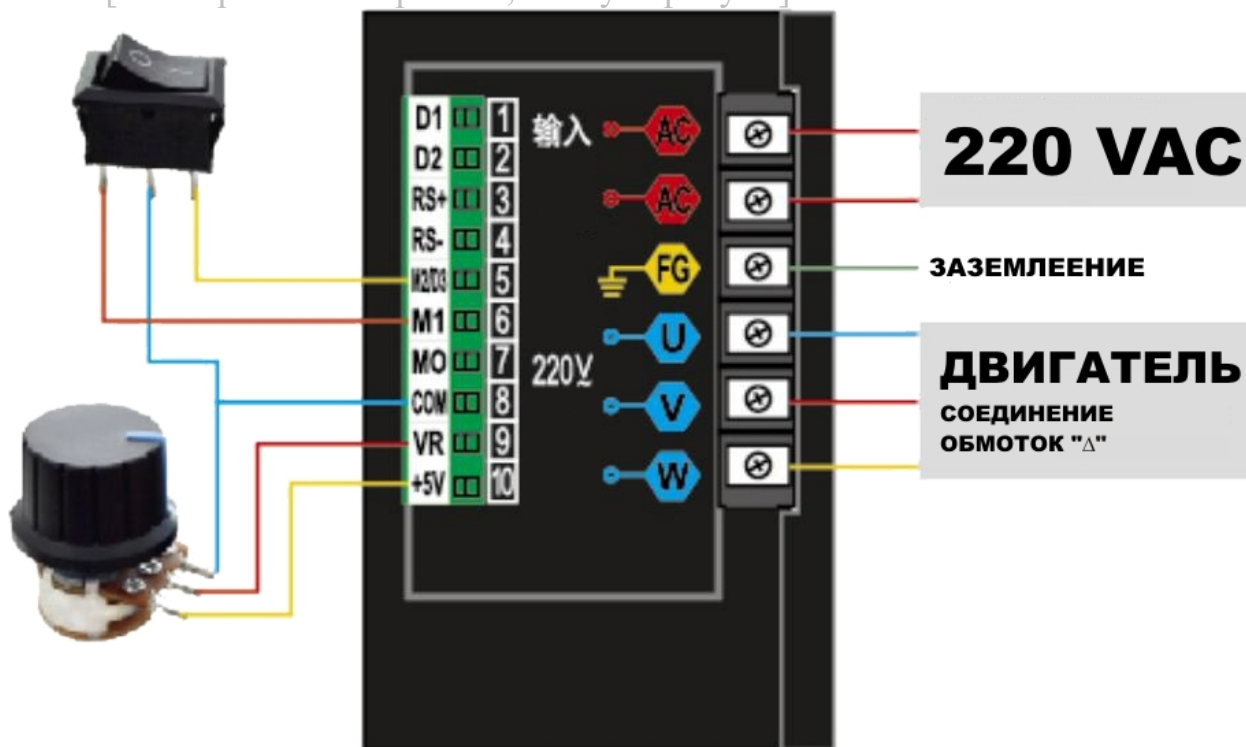 D1 1
D2 2
RS+ 3
RS- 4
M2/D3 5
M1 6
MO 7
COM 8
VR 9
+5V 10
输入 AC
AC
FG
220V U
V
W
220 VAC
ЗАЗЕМЛЕЕНИЕ
ДВИГАТЕЛЬ
СОЕДИНЕНИЕ
ОБМОТОК "Δ"